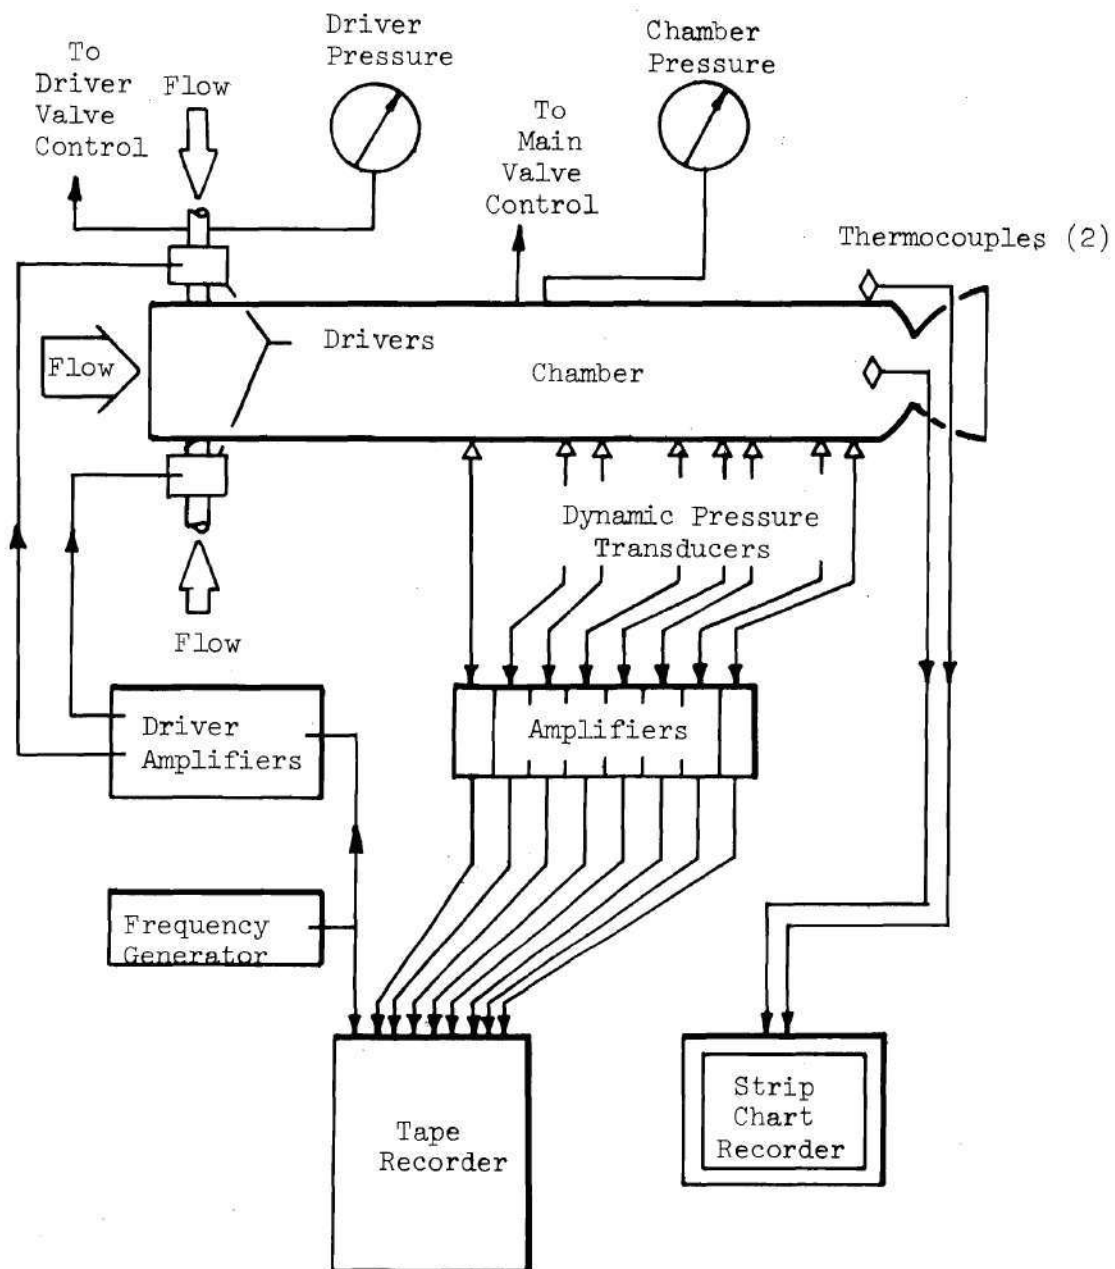 To
Driver
Valve
Control
Flow
Driver
Pressure
To
Main
Valve
Control
Chamber
Pressure
Thermocouples (2)
Flow
Drivers
Chamber
Dynamic Pressure
Transducers
Flow
Driver
Amplifiers
Amplifiers
Frequency
Generator
Tape
Recorder
Strip
Chart
Recorder